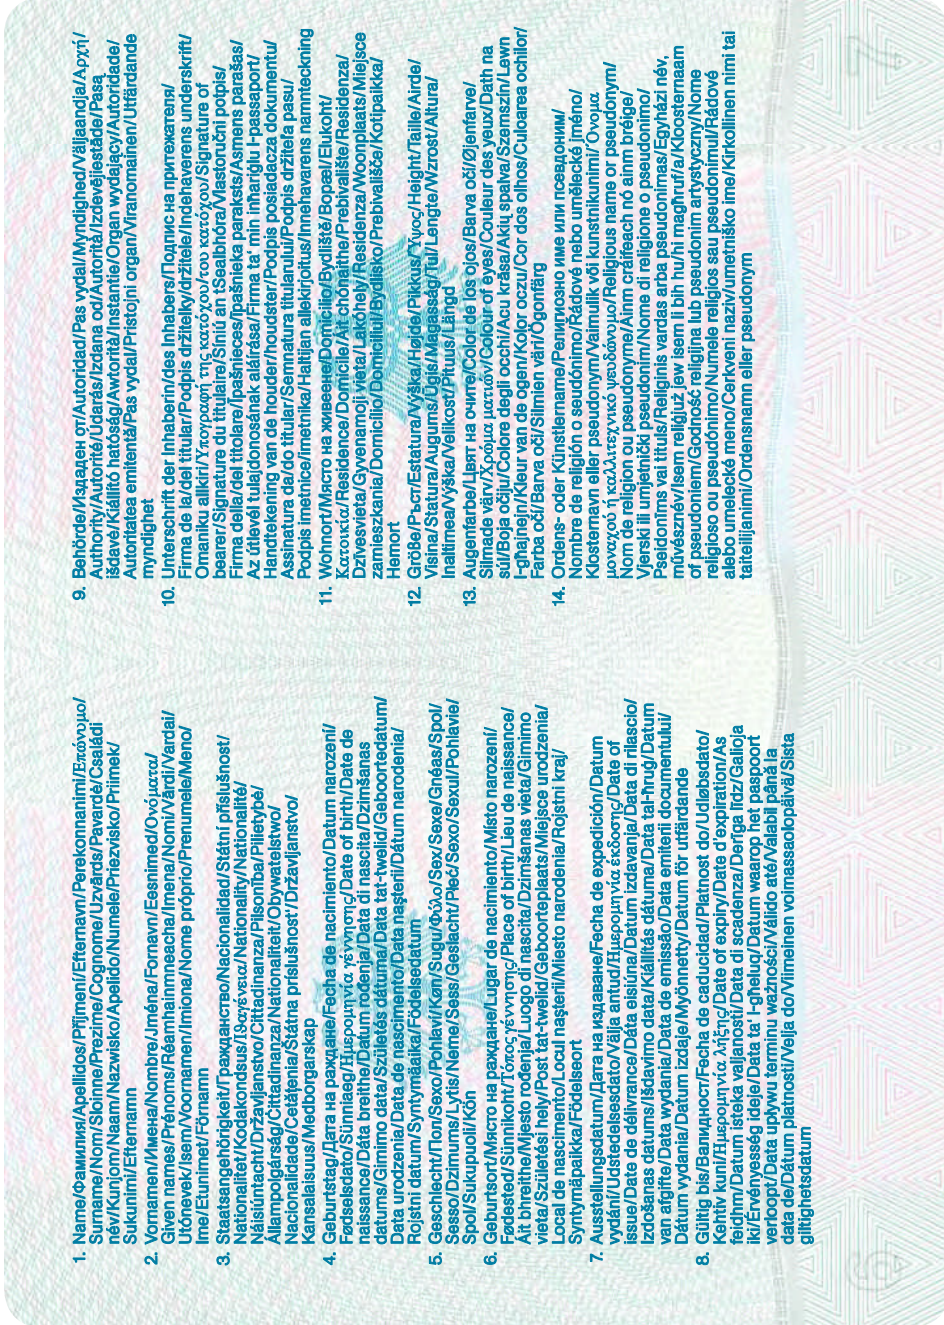 1. Name/Фамилия/Apellidos/Příjmení/Efternavn/Perekonnanimi/Επώνυμο/
Surname/Nom/Sloinne/Prezime/Cognome/Uzvārds/Pavardė/Családi
név/Kunjom/Naam/Nazwisko/Apelido/Numele/Priezvisko/Priimek/
Sukunimi/Efternamn
2. Vornamen/Имена/Nombre/Jména/Fornavn/Eesnimed/Ονόματα/
Given names/Prénoms/Réamhainmneacha/Imena/Nomi/Vārdi/Vardai/
Utónevek/Isem/Voornamen/Imiona/Nome próprio/Prenumele/Meno/
Ime/Etunimet/Förnamn
3. Staatsangehörigkeit/Гражданство/Nacionalidad/Státní příslušnost/
Nationalitet/Kodakondsus/Ιθαγένεια/Nationality/Nationalité/
Náisiúntacht/Državljanstvo/Cittadinanza/Pilsonība/Pilietybė/
Állampolgárság/Ċittadinanza/Nationaliteit/Obywatelstwo/
Nacionalidade/Cetățenia/Štátna príslušnosť/Državljanstvo/
Kansalaisuus/Medborgarskap
4. Geburtstag/Дата на раждане/Fecha de nacimiento/Datum narození/
Fødselsdato/Sünniaeg/Ημερομηνία γέννησης/Date of birth/Date de
naissance/Dáta breithe/Datum rođenja/Data di nascita/Dzimšanas
datums/Gimimo data/Születés dátuma/Data tat-twelid/Geboortedatum/
Data urodzenia/Data de nascimento/Data nașterii/Dátum narodenia/
Rojstni datum/Syntymäaika/Födelsedatum
5. Geschlecht/Пол/Sexo/Pohlaví/Køn/Sugu/Φύλο/Sex/Sexe/Gnéas/Spol/
Sesso/Dzimums/Lytis/Neme/Sess/Geslacht/Płeć/Sexo/Sexul/Pohlavie/
Spol/Sukupuoli/Kön
6. Geburtsort/Място на раждане/Lugar de nacimiento/Místo narození/
Fødested/Sünnikoht/Τόπος γέννησης/Place of birth/Lieu de naissance/
Áit bhreithe/Mjesto rođenja/Luogo di nascita/Dzimšanas vieta/Gimimo
vieta/Születési hely/Post tat-twelid/Geboorteplaats/Miejsce urodzenia/
Local de nascimento/Locul nașterii/Miesto narodenia/Rojstni kraj/
Syntymäpaikka/Födelseort
7. Ausstellungsdatum/Дата на издаване/Fecha de expedición/Datum
vydání/Udstedelsesdato/Välja antud/Ημερομηνία έκδοσης/Date of
issue/Date de délivrance/Dáta eisiúna/Datum izdavanja/Data di rilascio/
Izdošanas datums/Išdavimo data/Kiállítás dátuma/Data tal-ħruġ/Datum
van afgifte/Data wydania/Data de emissão/Data emiterii documentului/
Dátum vydania/Datum izdaje/Myönnetty/Datum för utfärdande
8. Gültig bis/Валидност/Fecha de caducidad/Platnost do/Udløbsdato/
Kehtiv kuni/Ημερομηνία λήξης/Date of expiry/Date d'expiration/As
feidhm/Datum isteka valjanosti/Data di scadenza/Derīga līdz/Galioja
iki/Érvényesség ideje/Data ta' l-għeluq/Datum waarop het paspoort
verloopt/Data upływu terminu ważności/Válido até/Valabil până la
data de/Dátum platnosti/Velja do/Viimeinen voimassaolopäivä/Sista
giltighetsdatum
9. Behörde/Издаден от/Autoridad/Pas vydal/Myndighed/Väljaandja/Αρχή/
Authority/Autorité/Údarás/Izdana od/Autorità/Izdevējiestāde/Pasą
išdavė/Kiállító hatóság/Awtorità/Instantie/Organ wydający/Autoridade/
Autoritatea emitentă/Pas vydal/Pristojni organ/Viranomainen/Utfärdande
myndighet
10. Unterschrift der Inhaberin/des Inhabers/Подпис на притежателя/
Firma de la/del titular/Podpis držitelky/držitele/Indehaverens underskrift/
Omaniku allkiri/Υπογραφή της κατόχου/του κατόχου/Signature of
bearer/Signature du titulaire/Síniú an tSealbhóra/Mastoručni potpis/
Firma della/del titolare/Īpašnieces/Īpašnieka paraksts/Asmens parašas/
Az útlevél tulajdonosának aláírása/Firma ta' min inħariġlu l-passaport/
Handtekening van de houder/houdster/Podpis posiadacza dokumentu/
Assinatura da/do titular/Semnatura titularului/Podpis držiteľa pasu/
Podpis imetnice/imetnika/Haltijan allekirjoitus/Innehavarens namnteckning
11. Wohnort/Място на живеене/Domicilio/Bydliště/Bopæl/Elukoht/
Κατοικία/Residence/Domicile/Áit chónaithe/Prebivalište/Residenza/
Dzīvesvieta/Gyvenamoji vieta/Lakóhely/Residenza/Woonplaats/Miejsce
zamieszkania/Domicílio/Domiciliul/Bydlisko/Prebivališče/Kotipaikka/
Hemort
12. Größe/Ръст/Estatura/Výška/Højde/Pikkus/Ύψος/Height/Taille/Airde/
Visina/Statura/Augums/Ūgis/Magasság/Tul/Lengte/Wzrost/Altura/
Inaltimea/Výška/Velikost/Pituus/Längd
13. Augenfarbe/Цвят на очите/Color de los ojos/Barva očí/Øjenfarve/
Silmade värv/Χρώμα ματιών/Colour of eyes/Couleur des yeux/Dath na
súl/Boja očiju/Colore degli occhi/Acu krāsa/Akių spalva/Szemszín/Lewn
l-għajnejn/Kleur van de ogen/Kolor oczu/Cor dos olhos/Culoarea ochilor/
Farba očí/Barva oči/Silmien väri/Ögonfärg
14. Ordens- oder Künstlername/Религиозно име или псевдоним/
Nombre de religión o seudónimo/Řádové nebo umělecké jméno/
Klosternavn eller pseudonym/Vaimulik või kunstnikunimi/Όνομα
μοναχού ή καλλιτεχνικό ψευδώνυμο/Religious name or pseudonym/
Nom de religion ou pseudonyme/Ainm cráifeach nó ainm bréige/
Vjerski ili umjetnički pseudonim/Nome di religione o pseudonimo/
Pseidonīms vai tituls/Religinis vardas arba pseudonimas/Egyházi név,
művésznév/Isem reliġjuż jew isem li bih hu/hi magħruf/a/Kloosternaam
of pseudoniem/Godność religijna lub pseudonim artystyczny/Nome
religioso ou pseudónimo/Numele religios sau pseudonimul/Rádové
alebo umelecké meno/Cerkveni naziv/umetniško ime/Kirkollinen nimi tai
taiteilijanimi/Ordensnamn eller pseudonym
6
7